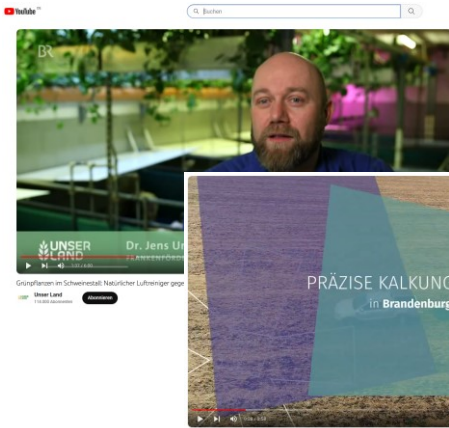 YouTube
Suchen
BR
UNSER
LAND
Dr. Jens
Grünpflanzen im Schweinestall: Natürlicher Luftreiniger gege
Unser Land
Abonnieren
PRÄZISE KALKUNG
in Brandenburg